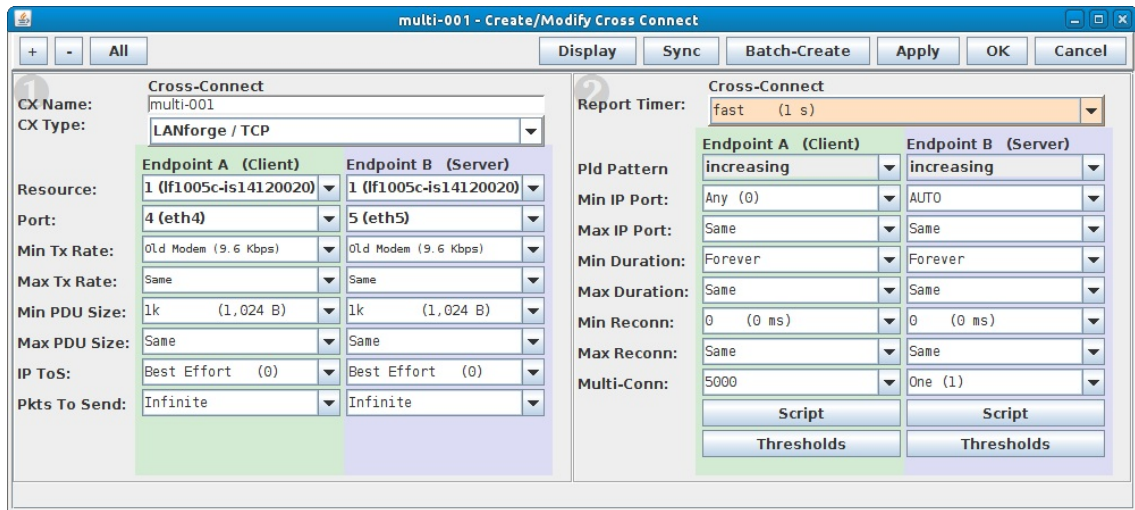 multi-001 - Create/Modify Cross Connect
+ - All Display Sync Batch-Create Apply OK Cancel
1
Cross-Connect
CX Name: multi-001
CX Type: LANforge / TCP
Endpoint A (Client) Endpoint B (Server)
Resource: 1 (lf1005c-is14120020) 1 (lf1005c-is14120020)
Port: 4 (eth4) 5 (eth5)
Min Tx Rate: Old Modem (9.6 Kbps) Old Modem (9.6 Kbps)
Max Tx Rate: Same Same
Min PDU Size: 1k (1,024 B) 1k (1,024 B)
Max PDU Size: Same Same
IP ToS: Best Effort (0) Best Effort (0)
Pkts To Send: Infinite Infinite
2
Cross-Connect
Report Timer: fast (1 s)
Endpoint A (Client) Endpoint B (Server)
Pld Pattern increasing increasing
Min IP Port: Any (0) AUTO
Max IP Port: Same Same
Min Duration: Forever Forever
Max Duration: Same Same
Min Reconn: 0 (0 ms) 0 (0 ms)
Max Reconn: Same Same
Multi-Conn: 5000 One (1)
Script Script
Thresholds Thresholds